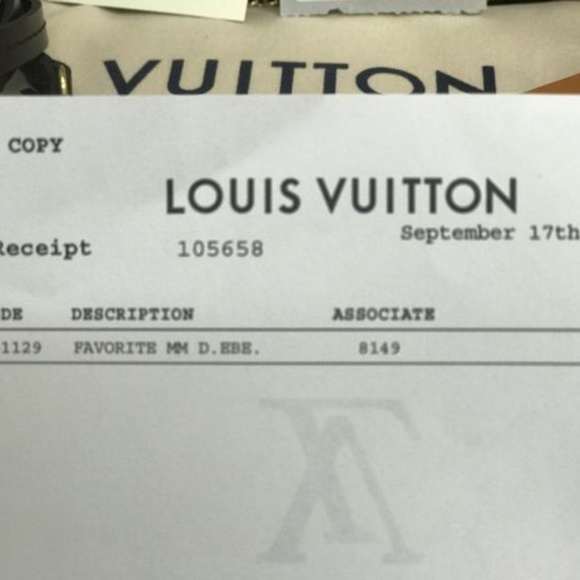 VUITTON
COPY
LOUIS VUITTON
September 17th
Receipt 105658
DE DESCRIPTION ASSOCIATE
1129 FAVORITE MM D.EBE. 8149